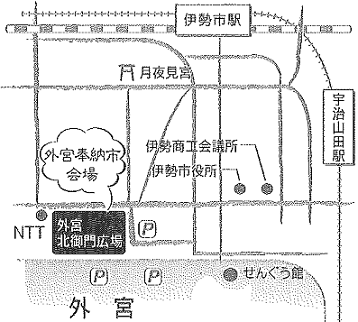 伊勢市駅
月夜見宮
宇治山田駅
外宮奉納市
会場
伊勢商工会議所
伊勢市役所
NTT
外宮
北御門広場
P
P
P
せんぐう館
外宮